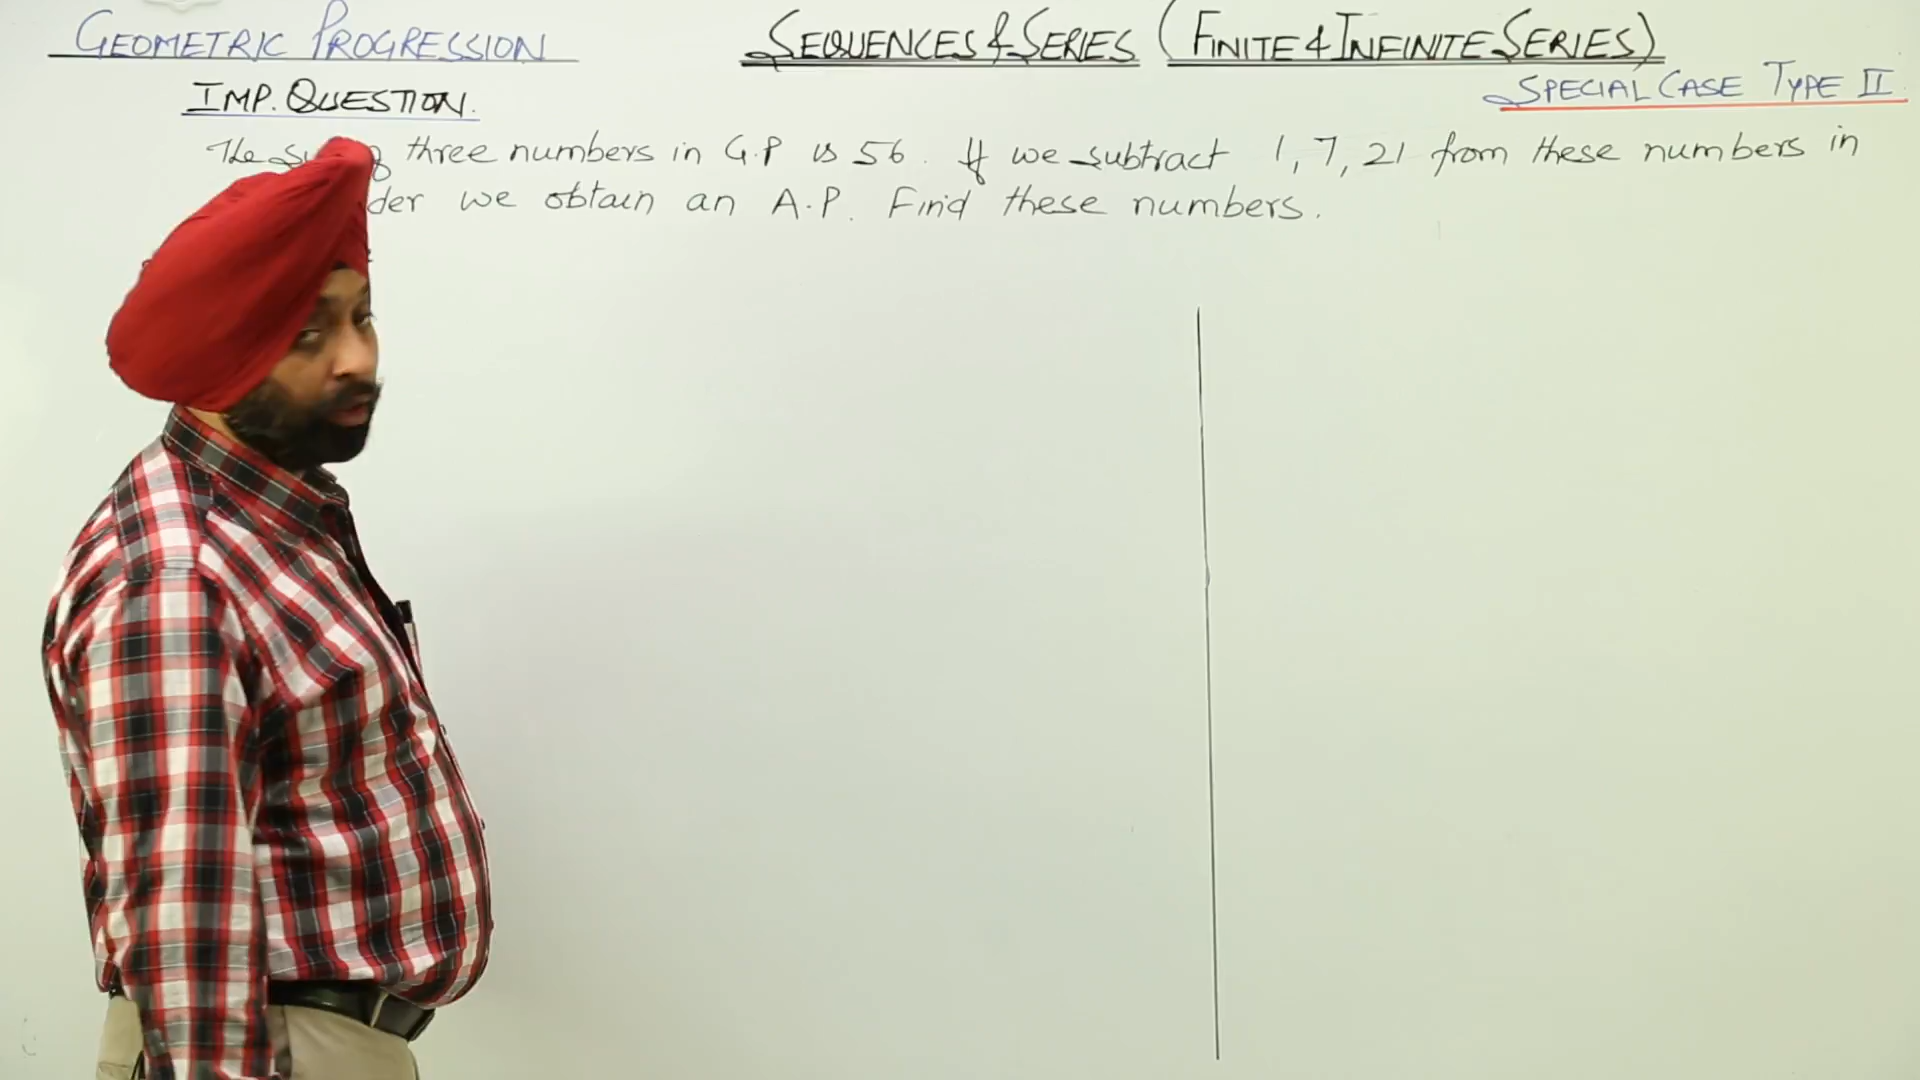 GEOMETRIC PROGRESSION
SEQUENCES & SERIES (FINITE & INFINITE SERIES)
SPECIAL CASE TYPE II
IMP. QUESTION.
The three numbers in G.P is 56. If we subtract 1, 7, 21 from these numbers in
we obtain an A.P. Find these numbers.